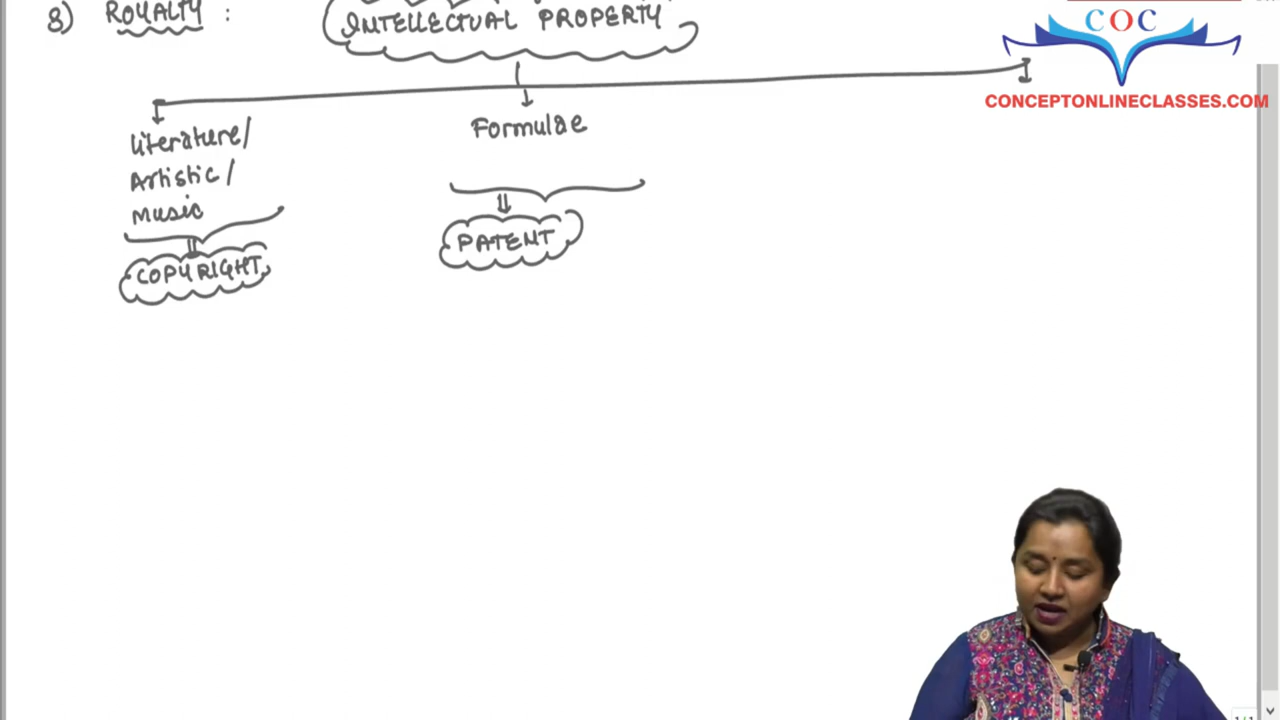 8) ROYALTY :
INTELLECTUAL PROPERTY
COC
CONCEPTONLINECLASSES.COM
Literature/
Artistic/
Music
COPYRIGHT
Formulae
PATENT